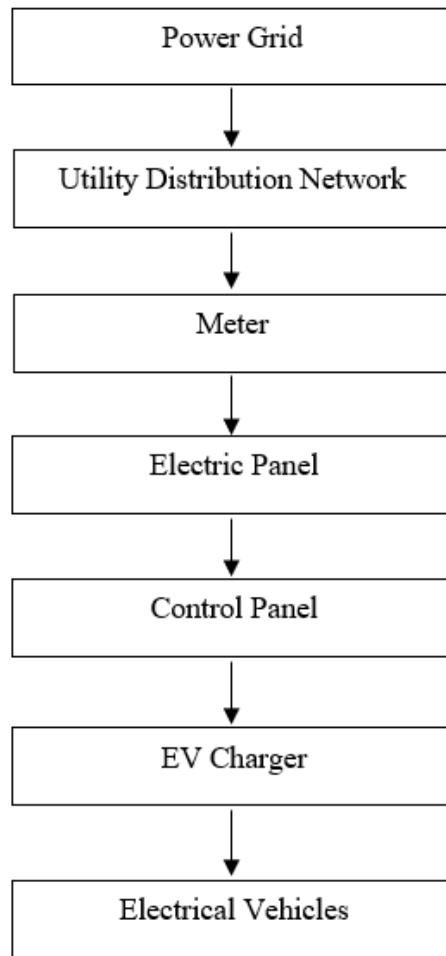 Power Grid
Utility Distribution Network
Meter
Electric Panel
Control Panel
EV Charger
Electrical Vehicles